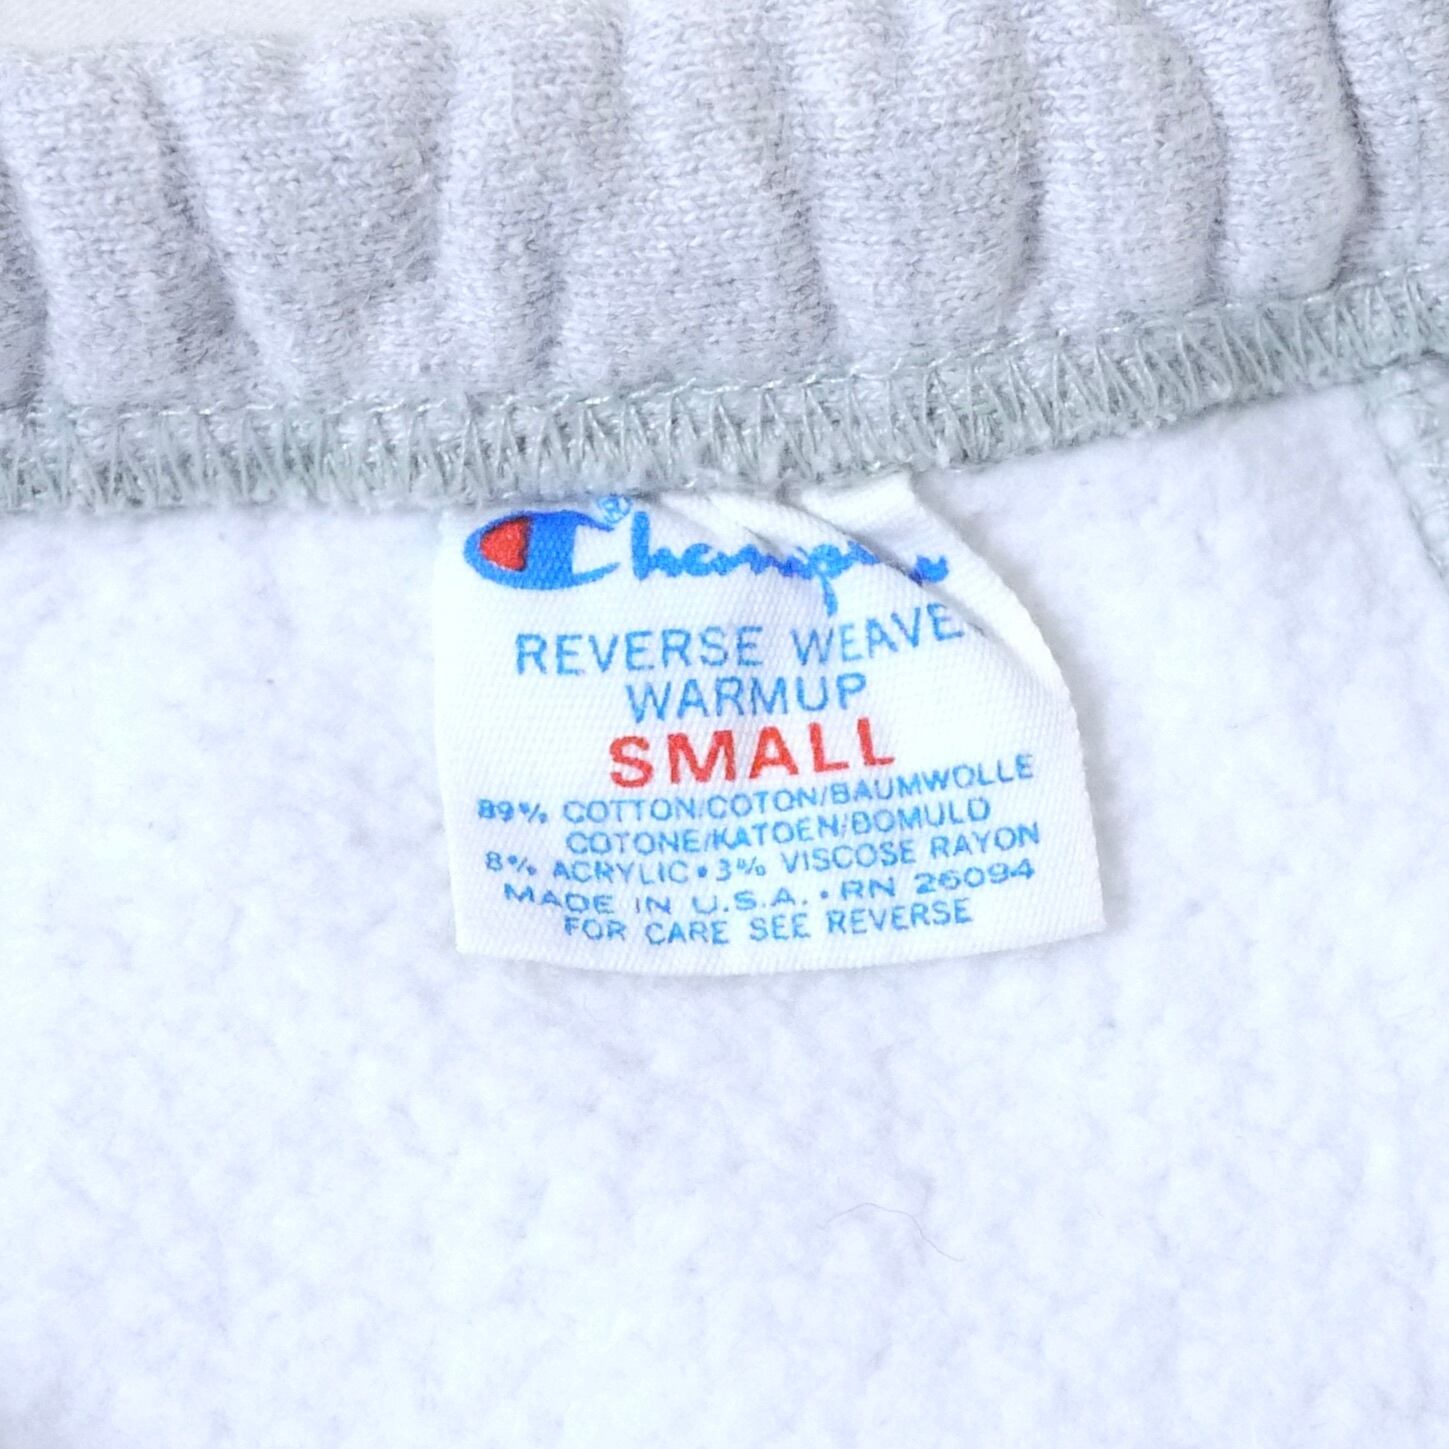 Champion®
REVERSE WEAVE
WARMUP
SMALL
89% COTTON/COTON/BAUMWOLLE
COTONE/KATOEN/BOMULD
8% ACRYLIC • 3% VISCOSE RAYON
MADE IN U.S.A. • RN 26094
FOR CARE SEE REVERSE